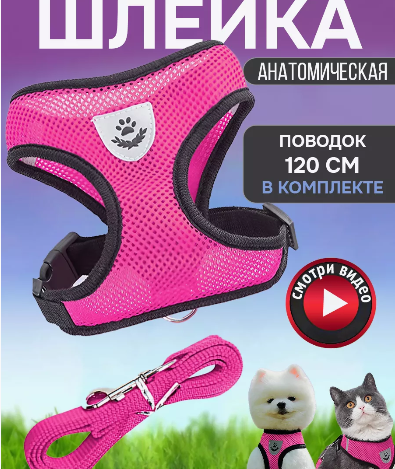 ШЛЕЙКА
АНАТОМИЧЕСКАЯ
ПОВОДОК
120 СМ
В КОМПЛЕКТЕ
СМОТРИ ВИДЕО